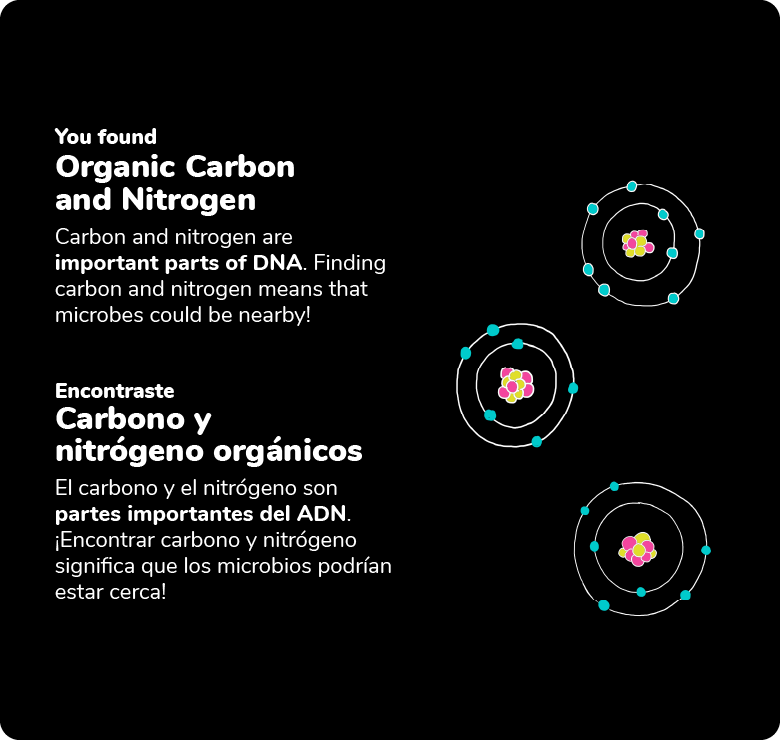 You found
Organic Carbon
and Nitrogen
Carbon and nitrogen are
important parts of DNA. Finding
carbon and nitrogen means that
microbes could be nearby!
Encontraste
Carbono y
nitrógeno orgánicos
El carbono y el nitrógeno son
partes importantes del ADN.
¡Encontrar carbono y nitrógeno
significa que los microbios podrían
estar cerca!